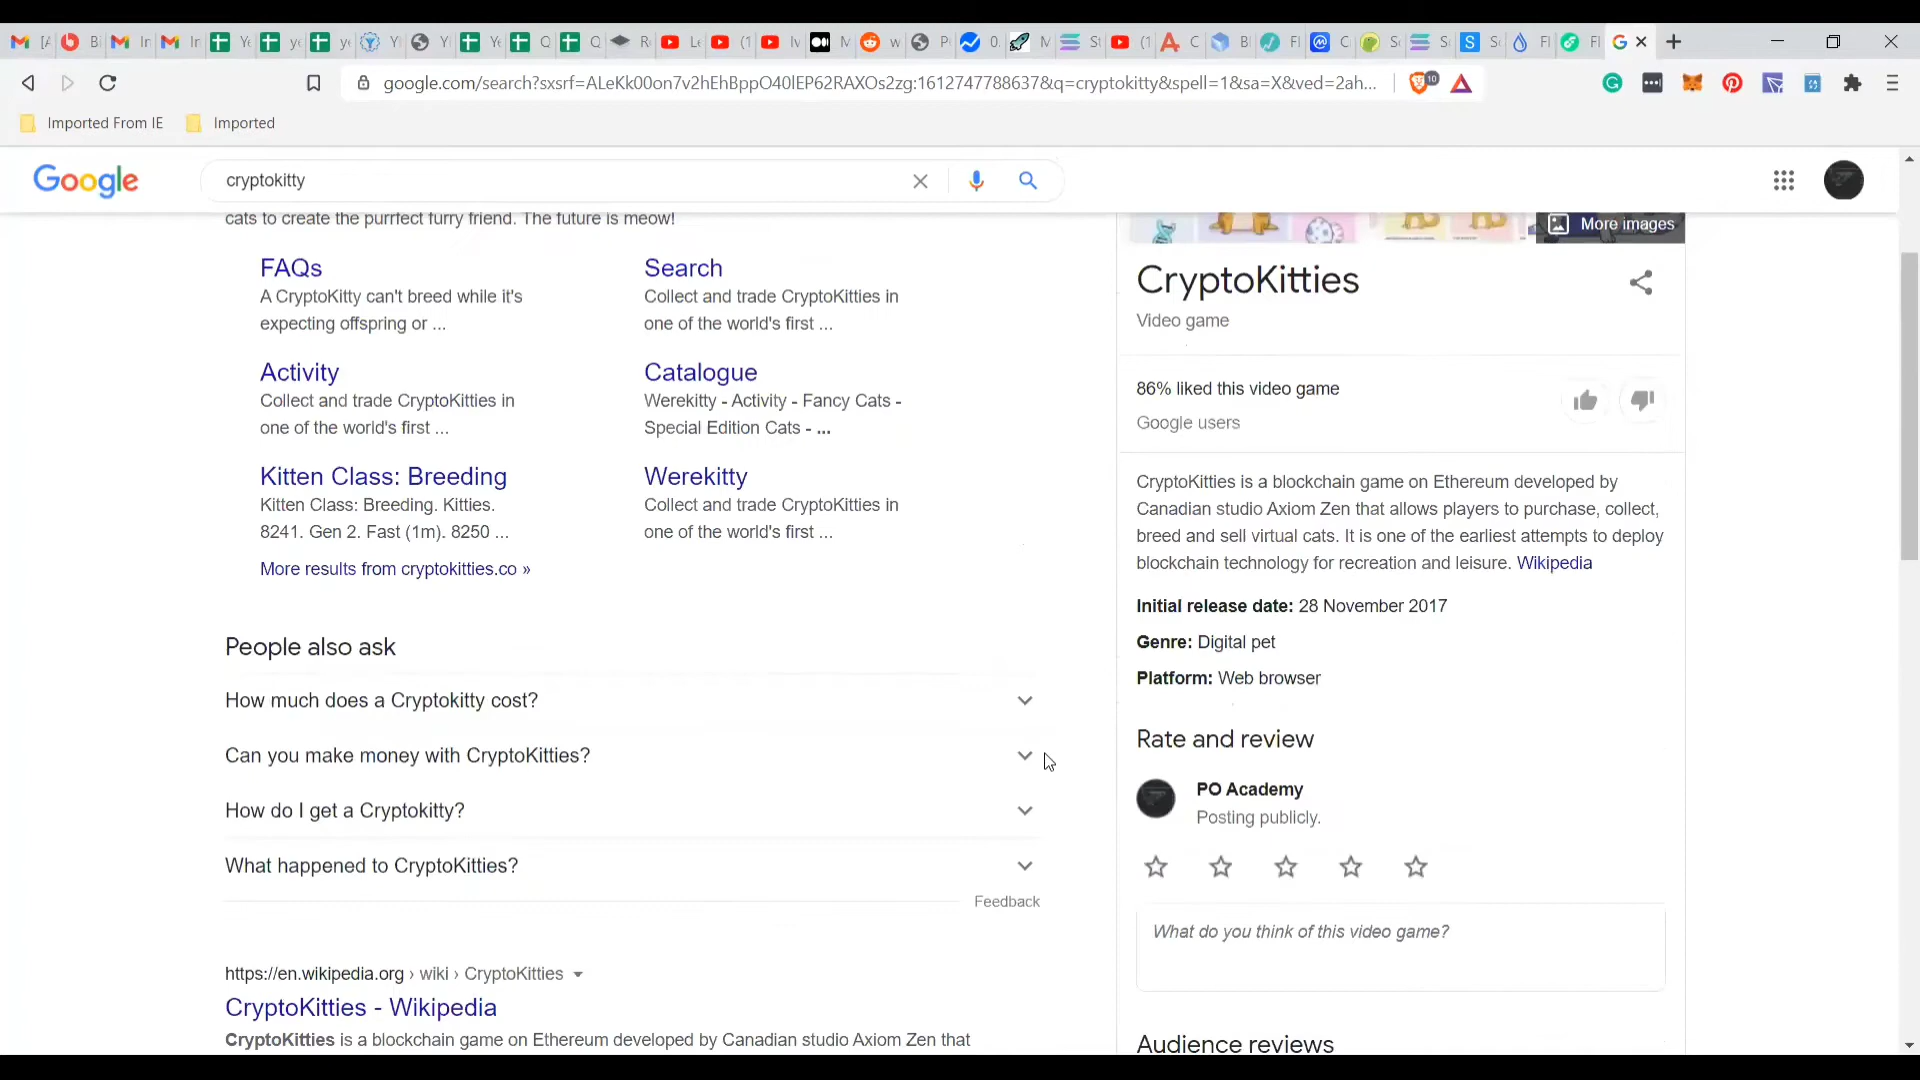 google.com/search?sxsrf=ALeKk00on7v2hEhBppO40lEP62RAXOs2zg:1612747788637&q=cryptokitty&spell=1&sa=X&ved=2ah...
10
Imported From IE
Imported
Google
cryptokitty
cats to create the purrfect furry friend. The future is meow!
FAQs
A CryptoKitty can't breed while it's
expecting offspring or ...
Search
Collect and trade CryptoKitties in
one of the world's first ...
Activity
Collect and trade CryptoKitties in
one of the world's first ...
Catalogue
Werekitty - Activity - Fancy Cats -
Special Edition Cats - ...
Kitten Class: Breeding
Kitten Class: Breeding. Kitties.
8241. Gen 2. Fast (1m). 8250 ...
Werekitty
Collect and trade CryptoKitties in
one of the world's first ...
More results from cryptokitties.co »
People also ask
How much does a Cryptokitty cost?
Can you make money with CryptoKitties?
How do I get a Cryptokitty?
What happened to CryptoKitties?
Feedback
https://en.wikipedia.org › wiki › CryptoKitties
CryptoKitties - Wikipedia
CryptoKitties is a blockchain game on Ethereum developed by Canadian studio Axiom Zen that
More images
CryptoKitties
Video game
86% liked this video game
Google users
CryptoKitties is a blockchain game on Ethereum developed by
Canadian studio Axiom Zen that allows players to purchase, collect,
breed and sell virtual cats. It is one of the earliest attempts to deploy
blockchain technology for recreation and leisure. Wikipedia
Initial release date: 28 November 2017
Genre: Digital pet
Platform: Web browser
Rate and review
PO Academy
Posting publicly.
What do you think of this video game?
Audience reviews